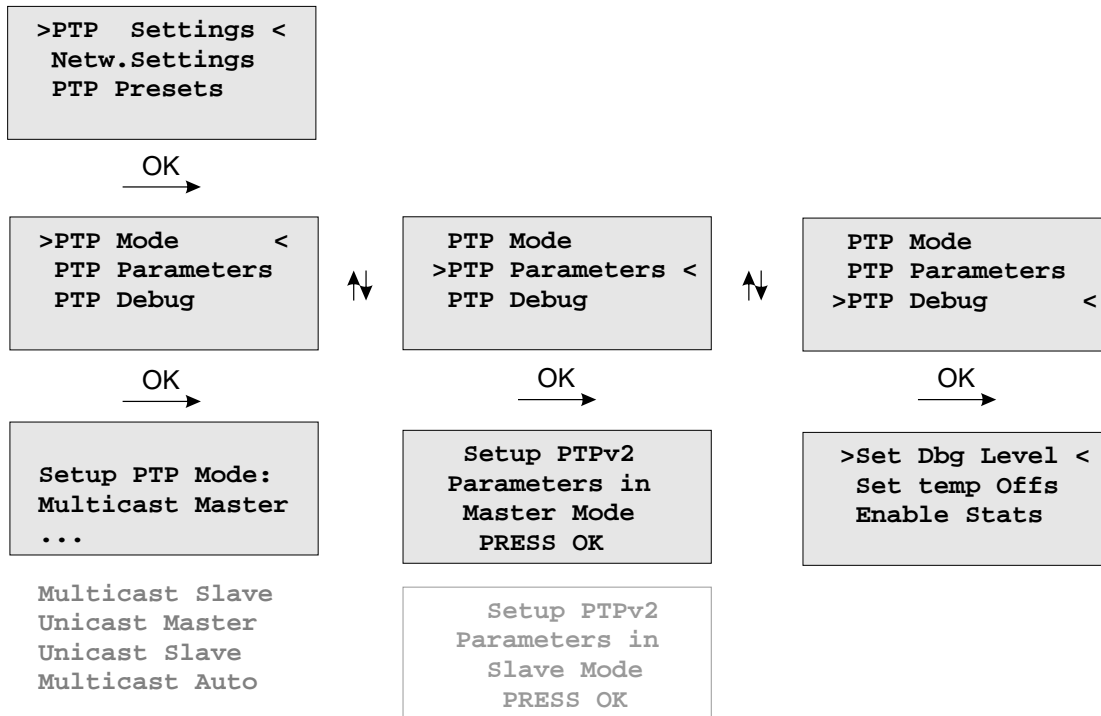 >PTP  Settings <
Netw.Settings
PTP Presets
OK
>PTP Mode      <
PTP Parameters
PTP Debug
PTP Mode
>PTP Parameters <
PTP Debug
PTP Mode
PTP Parameters
>PTP Debug      <
OK
OK
OK
Setup PTP Mode:
Multicast Master
...
Multicast Slave
Unicast Master
Unicast Slave
Multicast Auto
Setup PTPv2
Parameters in
Master Mode
PRESS OK
Setup PTPv2
Parameters in
Slave Mode
PRESS OK
>Set Dbg Level <
Set temp Offs
Enable Stats